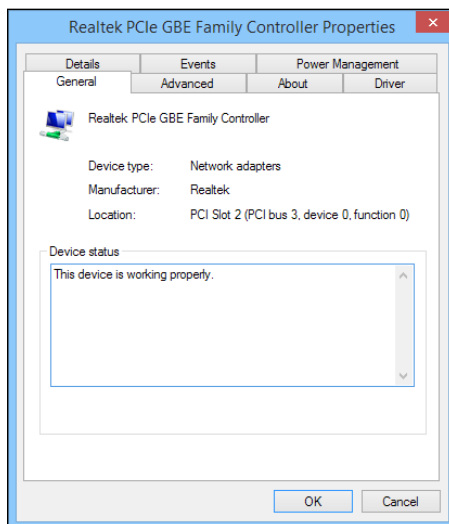 Realtek PCIe GBE Family Controller Properties
Details Events Power Management
General Advanced About Driver
Realtek PCIe GBE Family Controller
Device type: Network adapters
Manufacturer: Realtek
Location: PCI Slot 2 (PCI bus 3, device 0, function 0)
Device status
This device is working properly.
OK Cancel